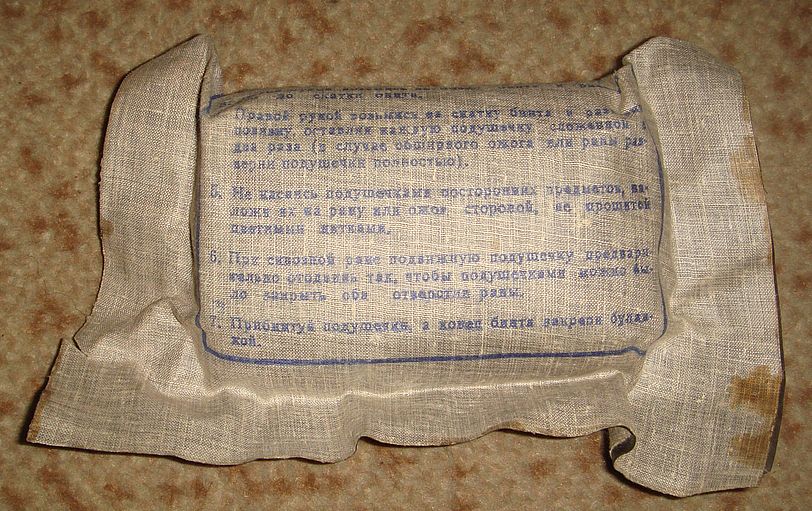 скатки бинта.
Правой рукой возьмись за скатку бинта и
повязку, оставляя каждую подушечку сложенной
два раза (в случае обширного ожога или раны раз-
верни подушечки полностью).
5. Не касаясь подушечками посторонних предметов, на-
ложи их на рану или ожог стороной, не прошитой
цветными нитками.
6. При сквозной ране подвижную подушечку предвари-
тельно отодвинь так, чтобы подушечками можно бы-
ло закрыть оба отверстия раны.
7. Прибинтуй подушечки, а конец бинта закрепи булав-
кой.